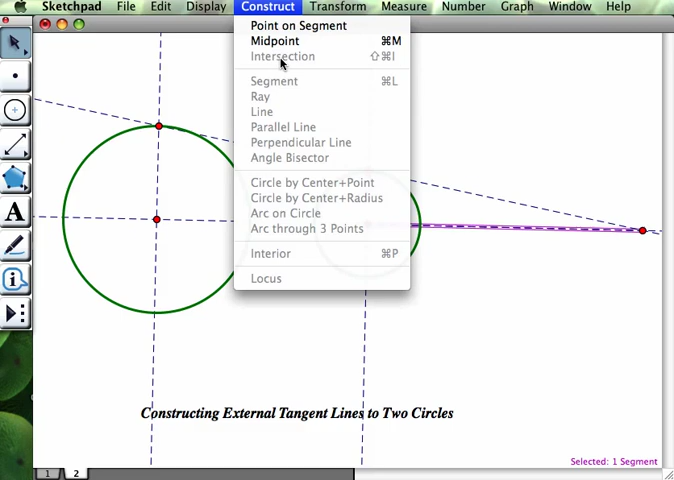 Sketchpad File Edit Display Construct Transform Measure Number Graph Window Help
Point on Segment
Midpoint ⌘M
Intersection ⇧⌘I
Segment ⌘L
Ray
Line
Parallel Line
Perpendicular Line
Angle Bisector
Circle by Center+Point
Circle by Center+Radius
Arc on Circle
Arc through 3 Points
Interior ⌘P
Locus
A
i
Constructing External Tangent Lines to Two Circles
Selected: 1 Segment
1 2